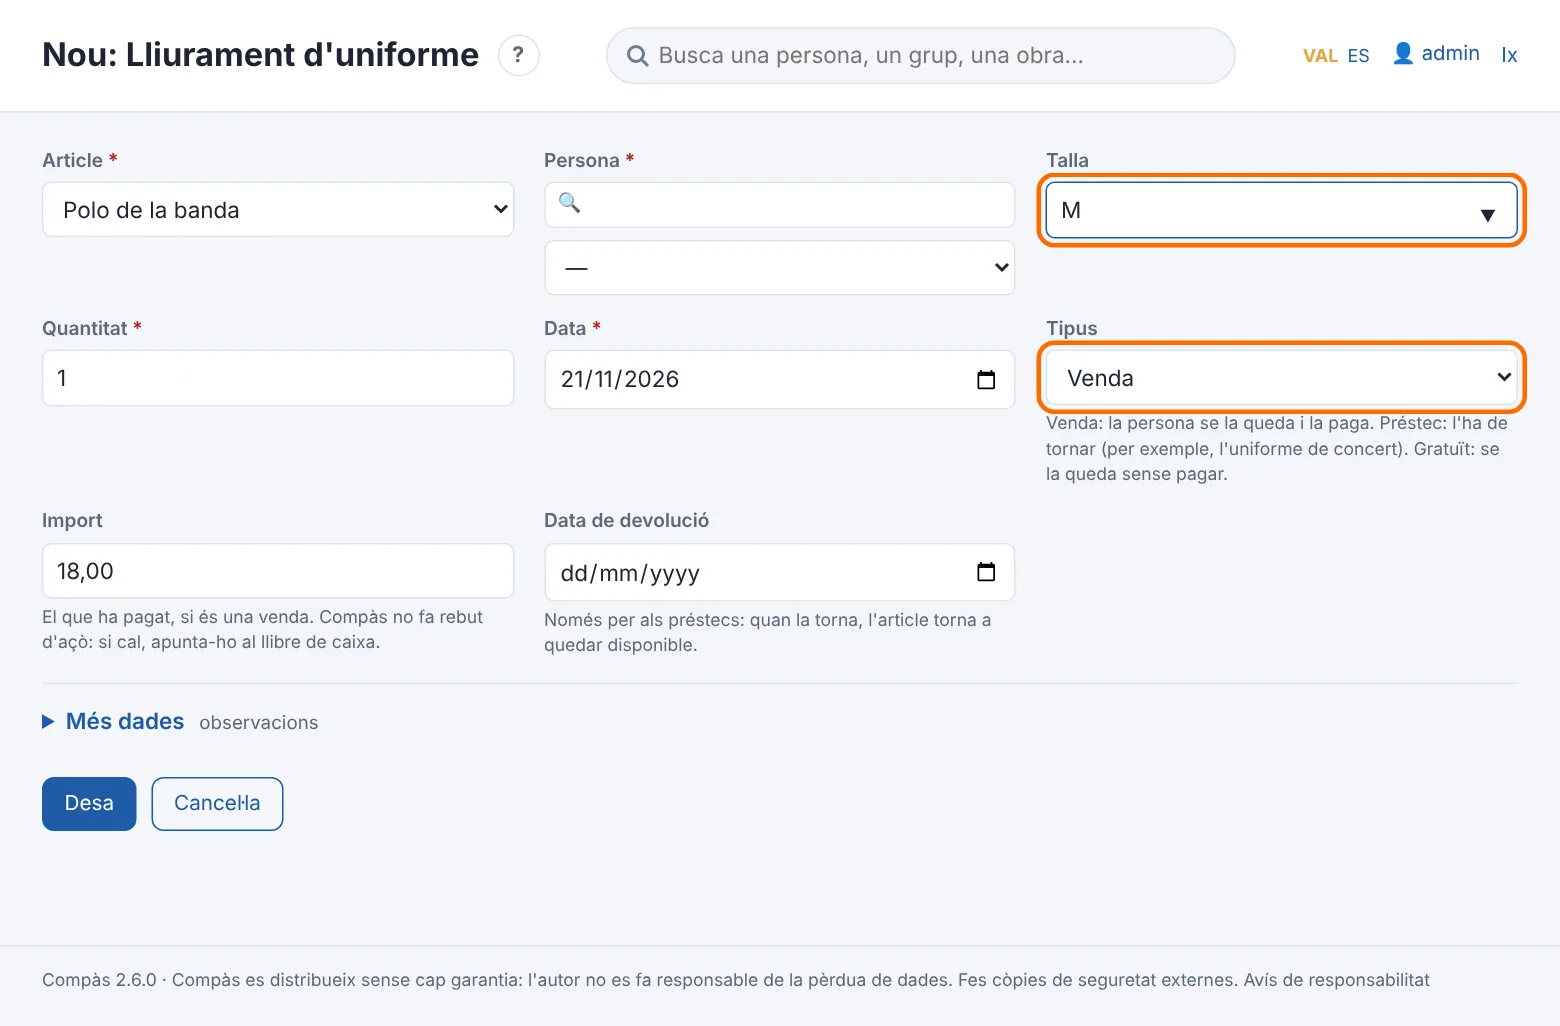 Nou: Lliurament d'uniforme
?
Busca una persona, un grup, una obra...
VAL ES
admin
Ix
Article *
Polo de la banda
Persona *
—
Talla
M
Quantitat *
1
Data *
21/11/2026
Tipus
Venda
Venda: la persona se la queda i la paga. Préstec: l'ha de
tornar (per exemple, l'uniforme de concert). Gratuït: se
la queda sense pagar.
Import
18,00
El que ha pagat, si és una venda. Compàs no fa rebut
d'açò: si cal, apunta-ho al llibre de caixa.
Data de devolució
dd/mm/yyyy
Només per als préstecs: quan la torna, l'article torna a
quedar disponible.
Més dades observacions
Desa
Cancel·la
Compàs 2.6.0 · Compàs es distribueix sense cap garantia: l'autor no es fa responsable de la pèrdua de dades. Fes còpies de seguretat externes. Avís de responsabilitat